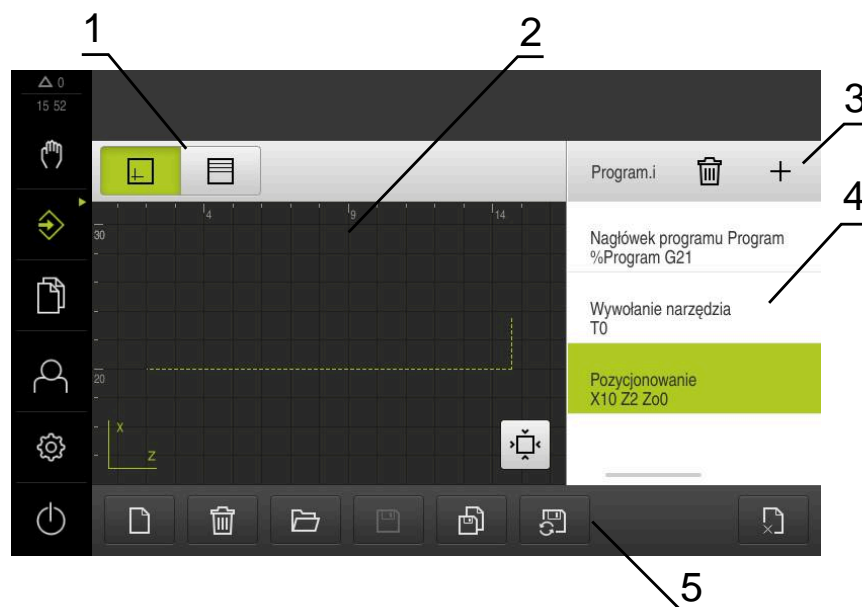 1
2
3
4
5
0
15 52
Program.i
4
9
14
30
20
X
Z
Nagłówek programu Program
%Program G21
Wywołanie narzędzia
T0
Pozycjonowanie
X10 Z2 Zo0